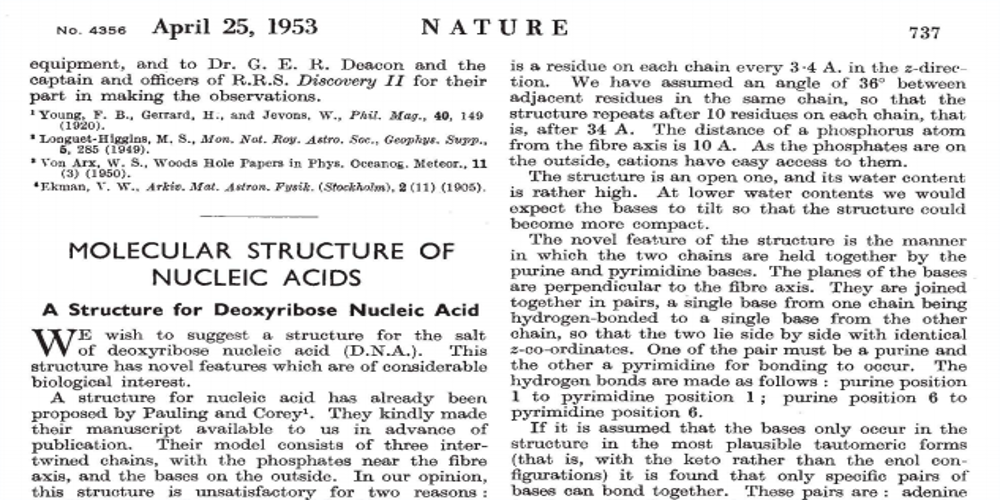 No. 4356 April 25, 1953 NATURE 737
equipment, and to Dr. G. E. R. Deacon and the
captain and officers of R.R.S. Discovery II for their
part in making the observations.
¹ Young, F. B., Gerrard, H., and Jevons, W., Phil. Mag., 40, 149
(1920).
² Longuet-Higgins, M. S., Mon. Not. Roy. Astro. Soc., Geophys. Supp.,
5, 285 (1949).
³ Von Arx, W. S., Woods Hole Papers in Phys. Oceanog. Meteor., 11
(3) (1950).
⁴ Ekman, V. W., Arkiv. Mat. Astron. Fysik. (Stockholm), 2 (11) (1905).
MOLECULAR STRUCTURE OF
NUCLEIC ACIDS
A Structure for Deoxyribose Nucleic Acid
WE wish to suggest a structure for the salt
of deoxyribose nucleic acid (D.N.A.). This
structure has novel features which are of considerable
biological interest.
A structure for nucleic acid has already been
proposed by Pauling and Corey¹. They kindly made
their manuscript available to us in advance of
publication. Their model consists of three inter-
twined chains, with the phosphates near the fibre
axis, and the bases on the outside. In our opinion,
this structure is unsatisfactory for two reasons :
is a residue on each chain every 3·4 A. in the z-direc-
tion. We have assumed an angle of 36° between
adjacent residues in the same chain, so that the
structure repeats after 10 residues on each chain, that
is, after 34 A. The distance of a phosphorus atom
from the fibre axis is 10 A. As the phosphates are on
the outside, cations have easy access to them.
The structure is an open one, and its water content
is rather high. At lower water contents we would
expect the bases to tilt so that the structure could
become more compact.
The novel feature of the structure is the manner
in which the two chains are held together by the
purine and pyrimidine bases. The planes of the bases
are perpendicular to the fibre axis. They are joined
together in pairs, a single base from one chain being
hydrogen-bonded to a single base from the other
chain, so that the two lie side by side with identical
z-co-ordinates. One of the pair must be a purine and
the other a pyrimidine for bonding to occur. The
hydrogen bonds are made as follows : purine position
1 to pyrimidine position 1 ; purine position 6 to
pyrimidine position 6.
If it is assumed that the bases only occur in the
structure in the most plausible tautomeric forms
(that is, with the keto rather than the enol con-
figurations) it is found that only specific pairs of
bases can bond together. These pairs are : adenine